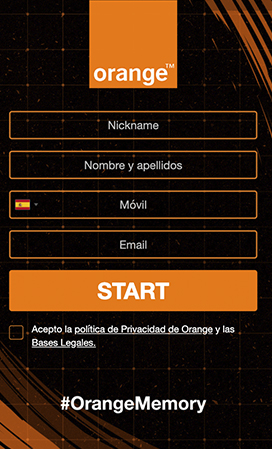 orange™
Nickname
Nombre y apellidos
Móvil
Email
START
Acepto la política de Privacidad de Orange y las
Bases Legales.
#OrangeMemory